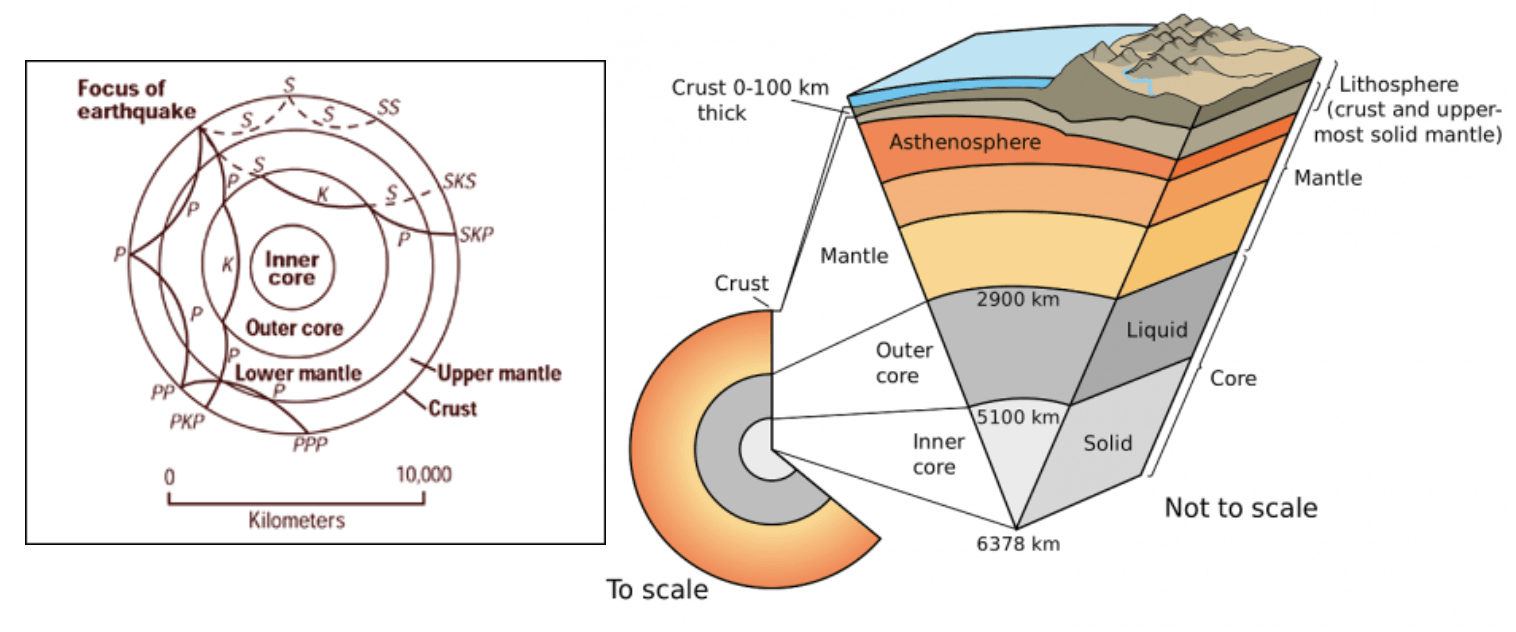 Focus of
earthquake
S
SS
S
S
S
P
K
S
SKS
P
P
SKP
P
K
Inner
core
P
Outer core
P
Lower mantle
Upper mantle
PP
P
PKP
Crust
PPP
0
10,000
Kilometers
Crust 0-100 km
thick
Asthenosphere
Lithosphere
(crust and upper-
most solid mantle)
Mantle
Mantle
Crust
2900 km
Liquid
Outer
core
Core
5100 km
Inner
core
Solid
Not to scale
6378 km
To scale